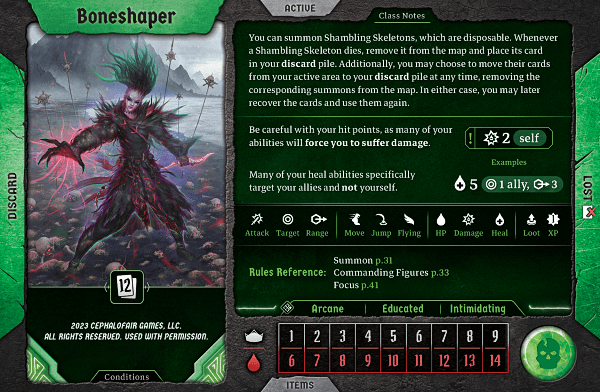 Boneshaper
ACTIVE
Class Notes
You can summon Shambling Skeletons, which are disposable. Whenever
a Shambling Skeleton dies, remove it from the map and place its card
in your discard pile. Additionally, you may choose to move their cards
from your active area to your discard pile at any time, removing the
corresponding summons from the map. In either case, you may later
recover the cards and use them again.
Be careful with your hit points, as many of your
abilities will force you to suffer damage.
! 2 self
Examples
Many of your heal abilities specifically
target your allies and not yourself.
5 1 ally, 3
Attack Target Range Move Jump Flying HP Damage Heal Loot XP
Rules Reference:
Summon p.31
Commanding Figures p.33
Focus p.41
Arcane Educated Intimidating
12
2023 CEPHALOFAIR GAMES, LLC.
ALL RIGHTS RESERVED. USED WITH PERMISSION.
Conditions
1 2 3 4 5 6 7 8 9
6 7 8 9 10 11 12 13 14
ITEMS
DISCARD
LOST